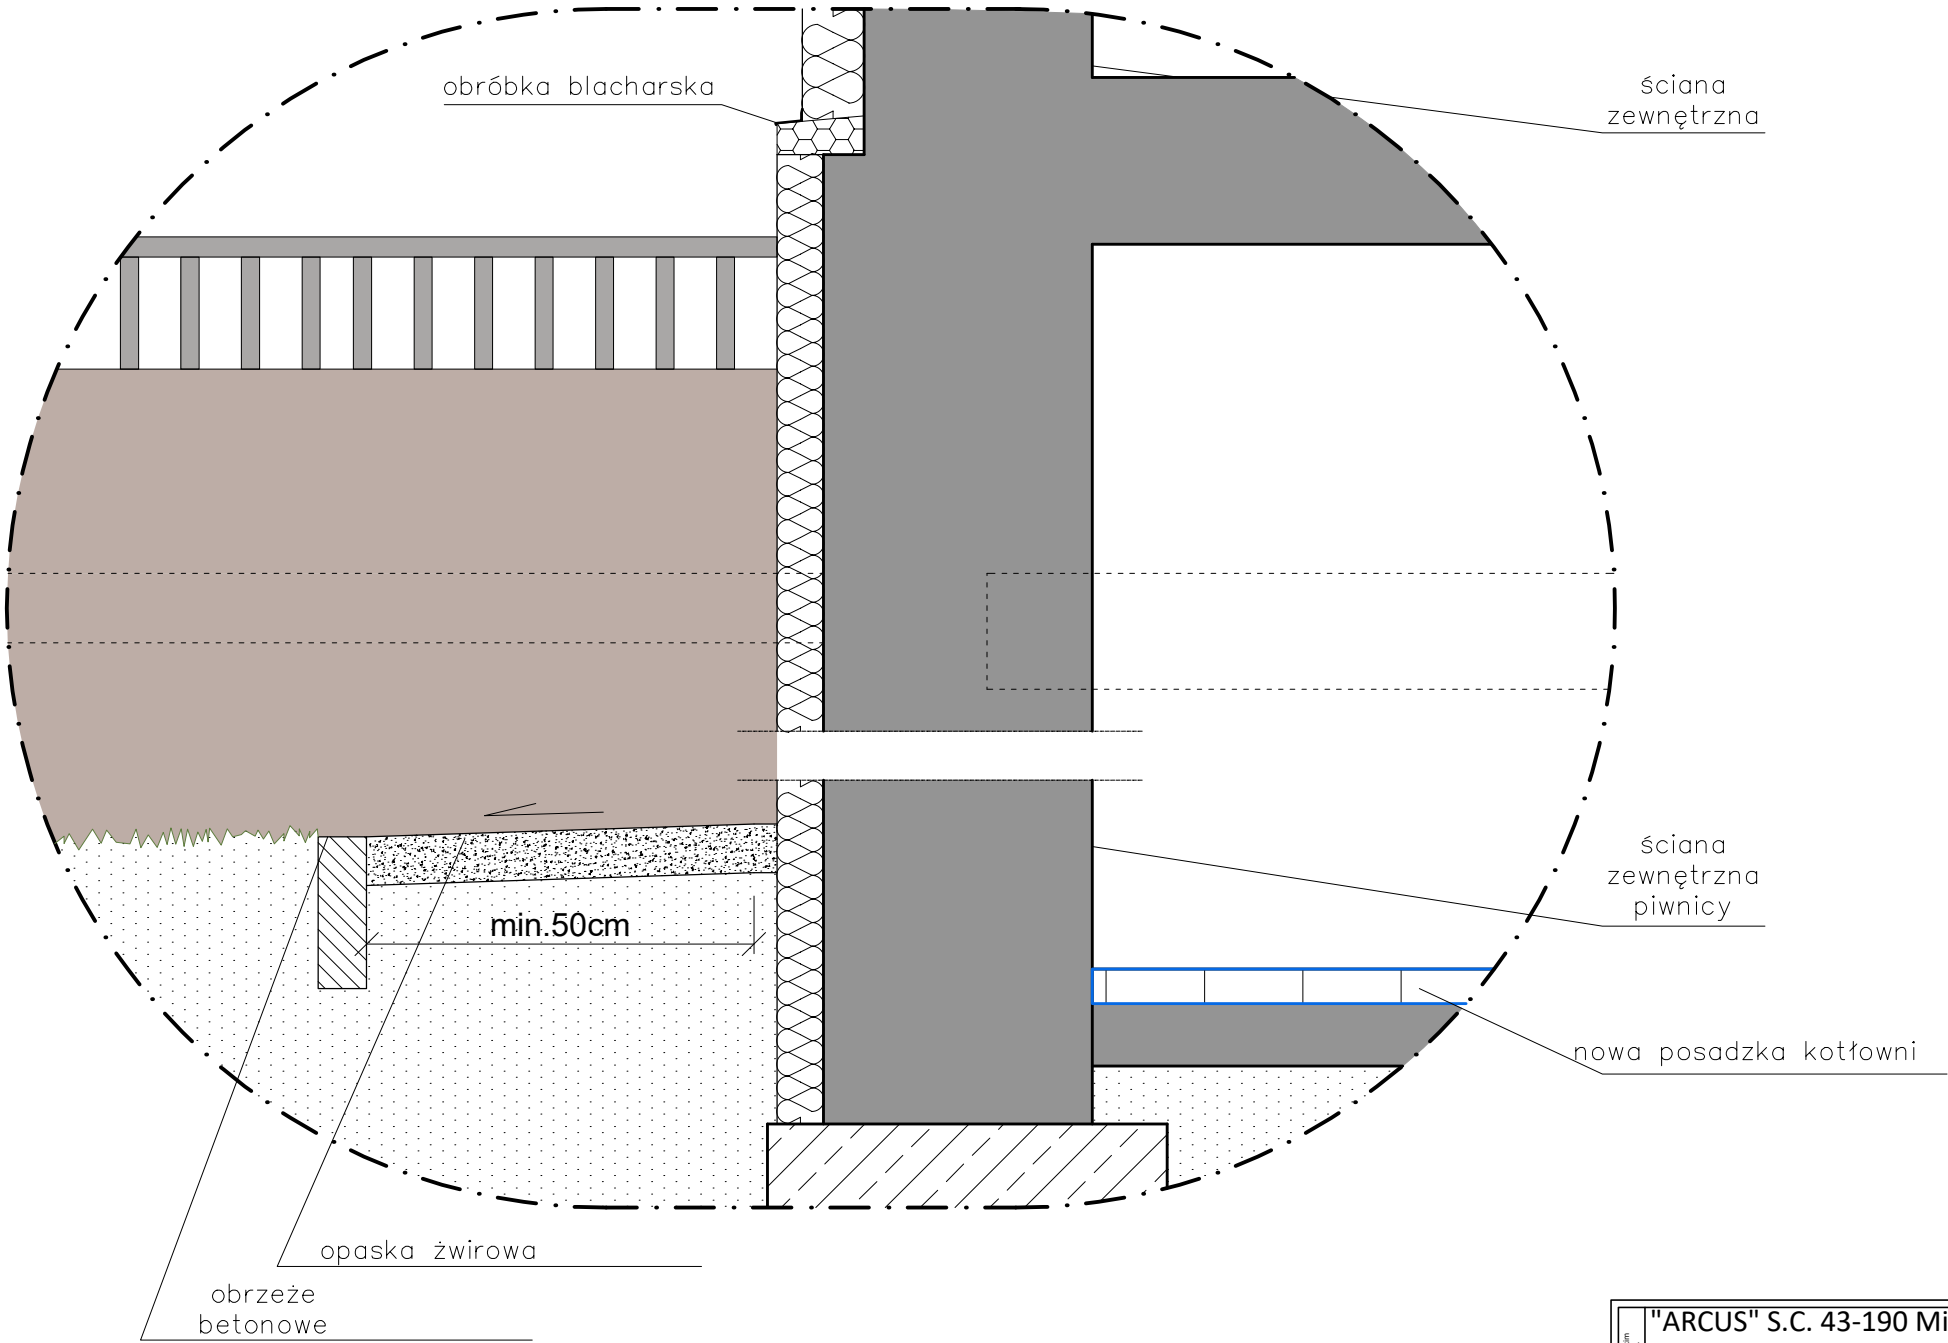 obróbka blacharska
ściana
zewnętrzna
min.50cm
ściana
zewnętrzna
piwnicy
nowa posadzka kotłowni
opaska żwirowa
obrzeże
betonowe
"ARCUS" S.C. 43-190 Mi